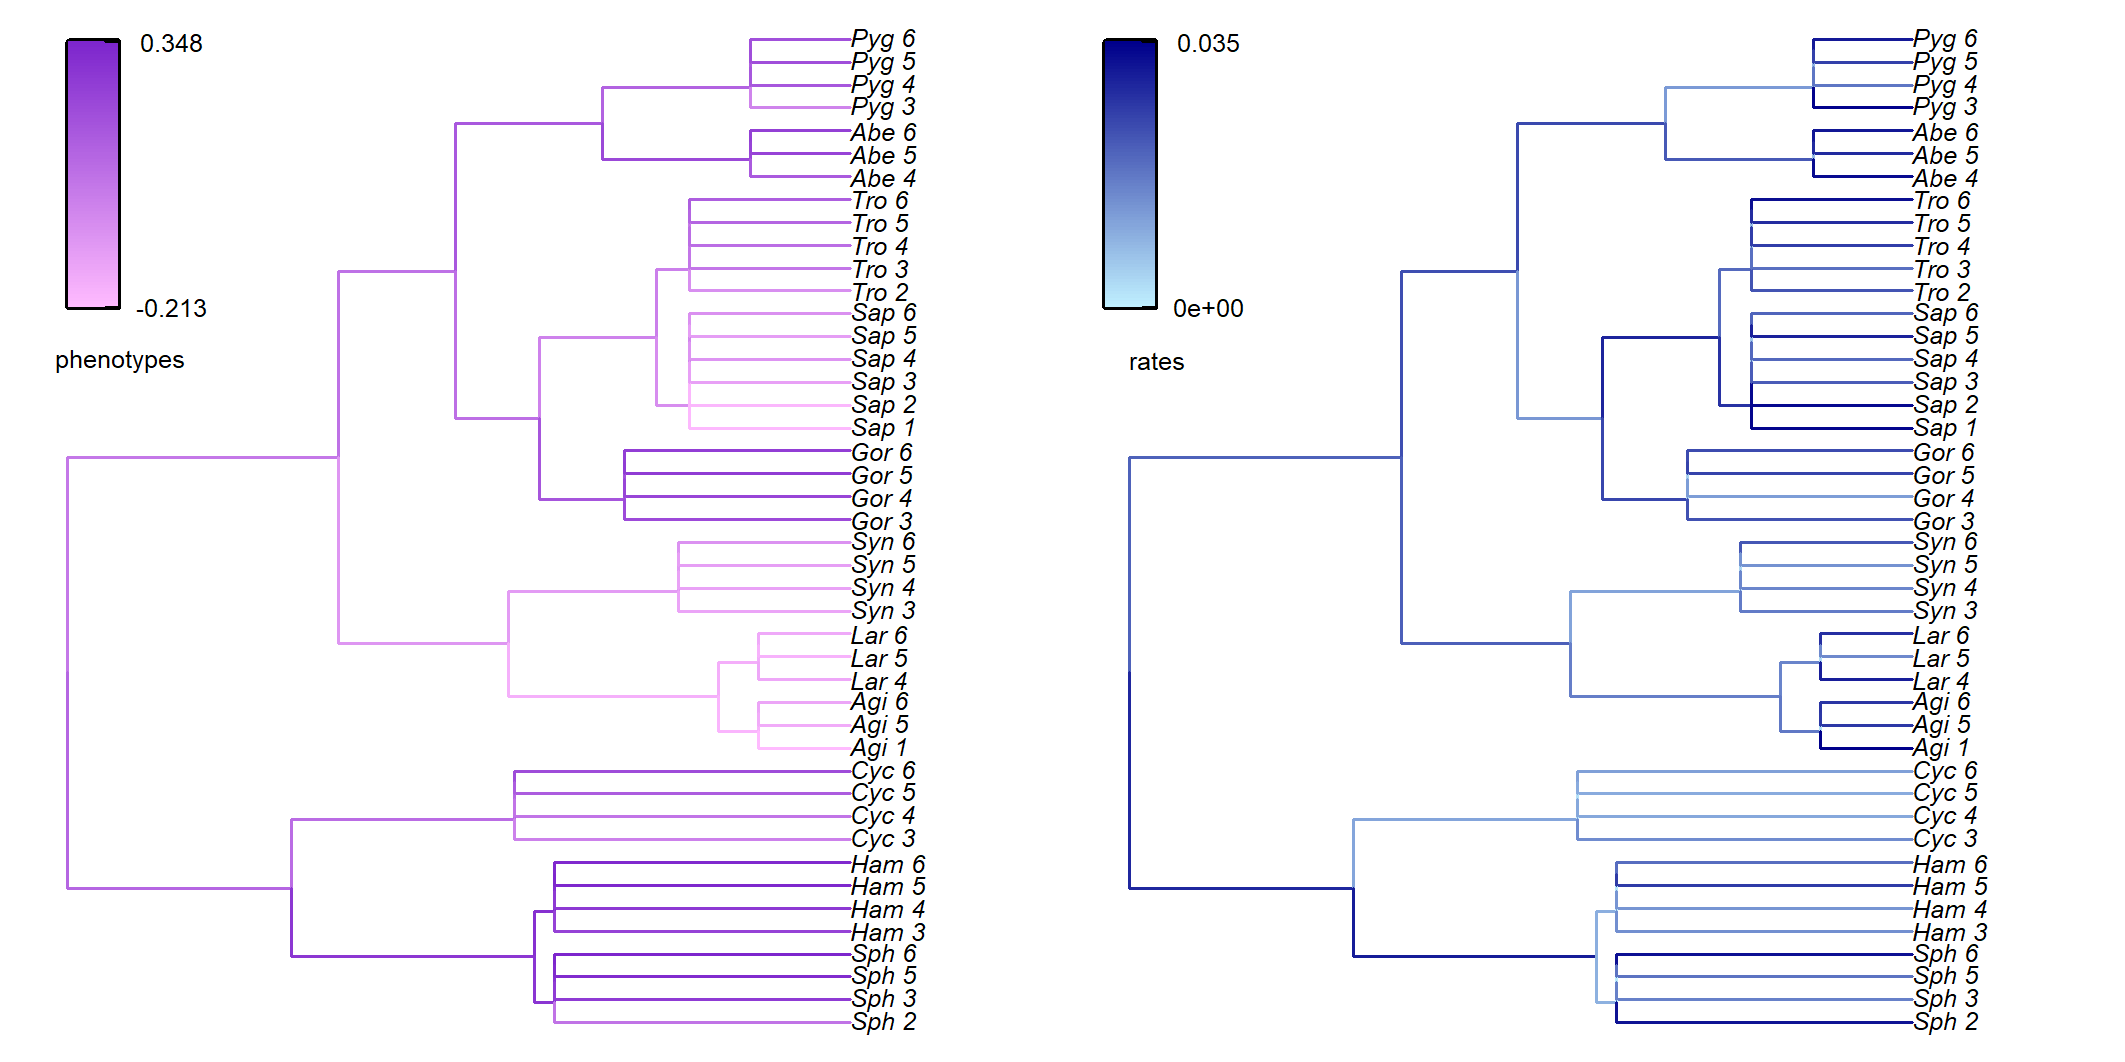 0.348
-0.213
phenotypes
Pyg 6
Pyg 5
Pyg 4
Pyg 3
Abe 6
Abe 5
Abe 4
Tro 6
Tro 5
Tro 4
Tro 3
Tro 2
Sap 6
Sap 5
Sap 4
Sap 3
Sap 2
Sap 1
Gor 6
Gor 5
Gor 4
Gor 3
Syn 6
Syn 5
Syn 4
Syn 3
Lar 6
Lar 5
Lar 4
Agi 6
Agi 5
Agi 1
Cyc 6
Cyc 5
Cyc 4
Cyc 3
Ham 6
Ham 5
Ham 4
Ham 3
Sph 6
Sph 5
Sph 3
Sph 2
0.035
0e+00
rates
Pyg 6
Pyg 5
Pyg 4
Pyg 3
Abe 6
Abe 5
Abe 4
Tro 6
Tro 5
Tro 4
Tro 3
Tro 2
Sap 6
Sap 5
Sap 4
Sap 3
Sap 2
Sap 1
Gor 6
Gor 5
Gor 4
Gor 3
Syn 6
Syn 5
Syn 4
Syn 3
Lar 6
Lar 5
Lar 4
Agi 6
Agi 5
Agi 1
Cyc 6
Cyc 5
Cyc 4
Cyc 3
Ham 6
Ham 5
Ham 4
Ham 3
Sph 6
Sph 5
Sph 3
Sph 2